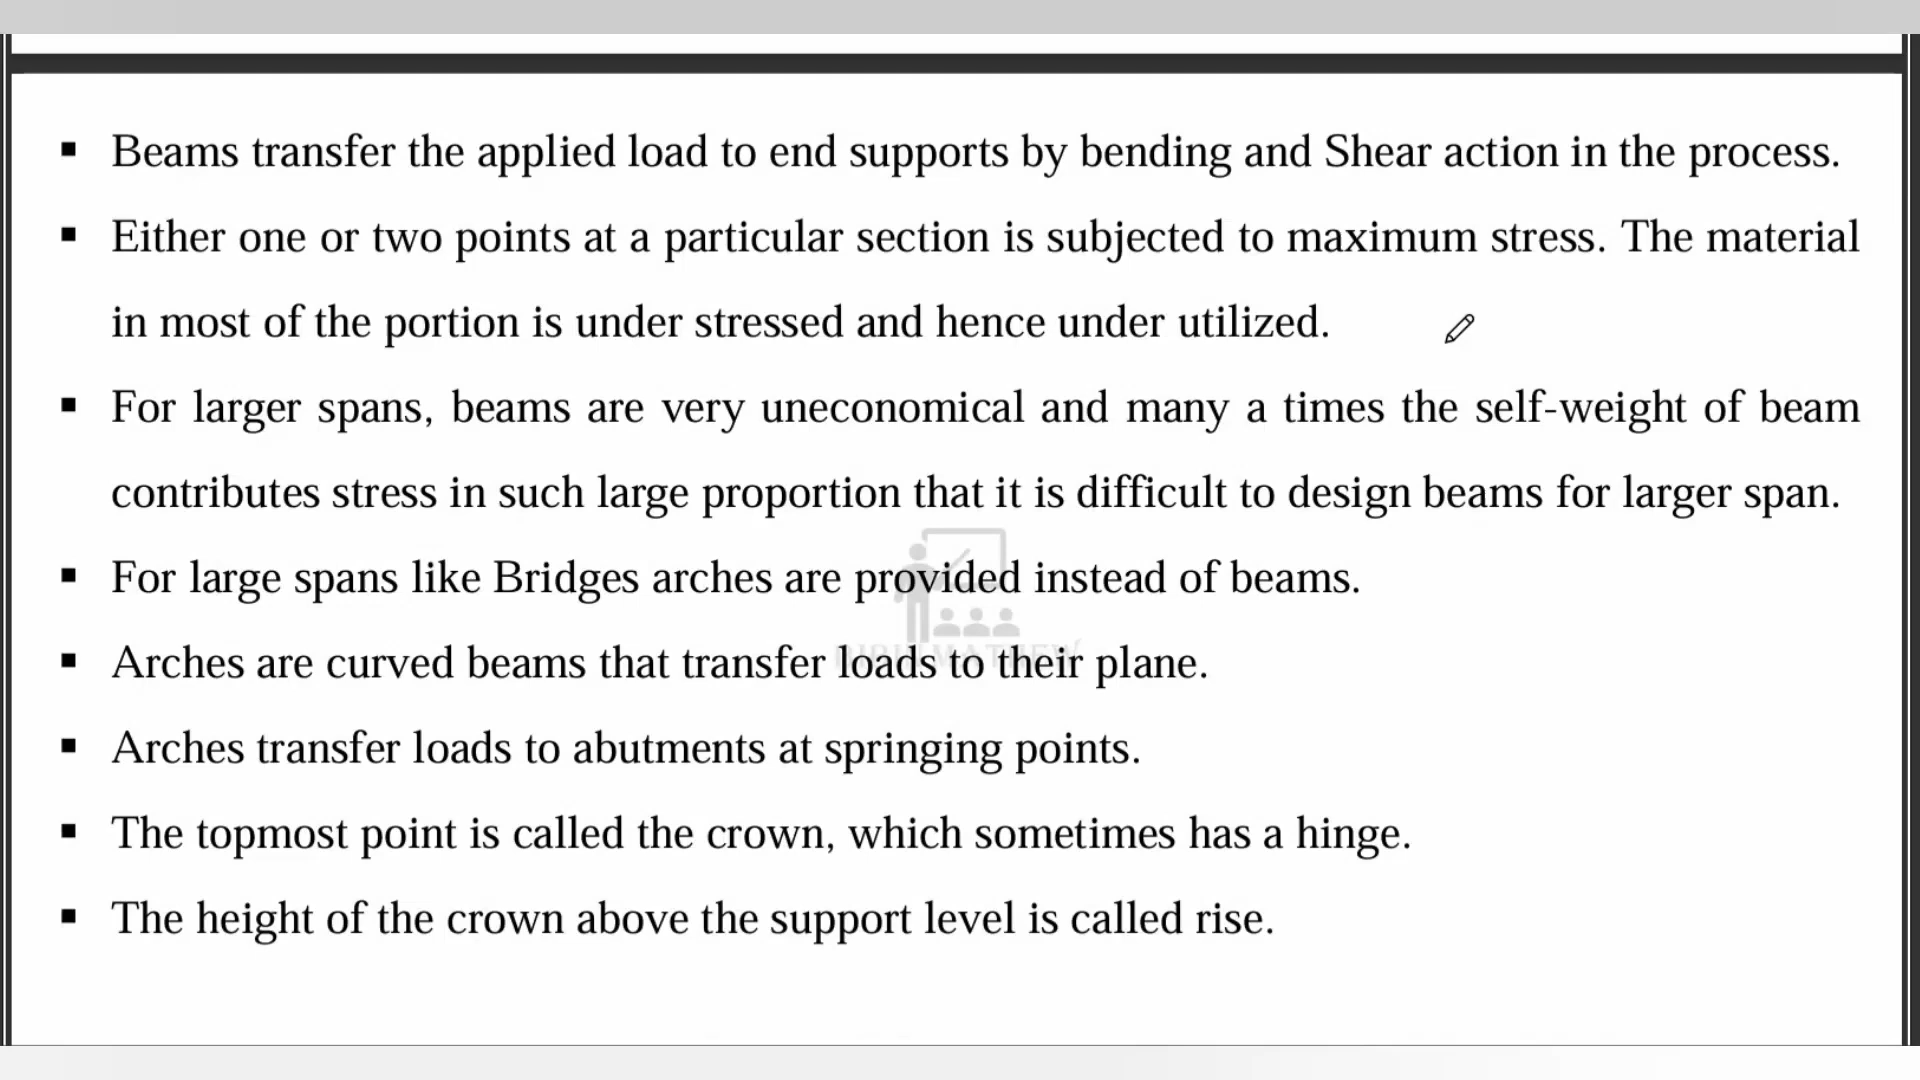 ▪ Beams transfer the applied load to end supports by bending and Shear action in the process.
▪ Either one or two points at a particular section is subjected to maximum stress. The material
in most of the portion is under stressed and hence under utilized.
▪ For larger spans, beams are very uneconomical and many a times the self-weight of beam
contributes stress in such large proportion that it is difficult to design beams for larger span.
▪ For large spans like Bridges arches are provided instead of beams.
▪ Arches are curved beams that transfer loads to their plane.
▪ Arches transfer loads to abutments at springing points.
▪ The topmost point is called the crown, which sometimes has a hinge.
▪ The height of the crown above the support level is called rise.